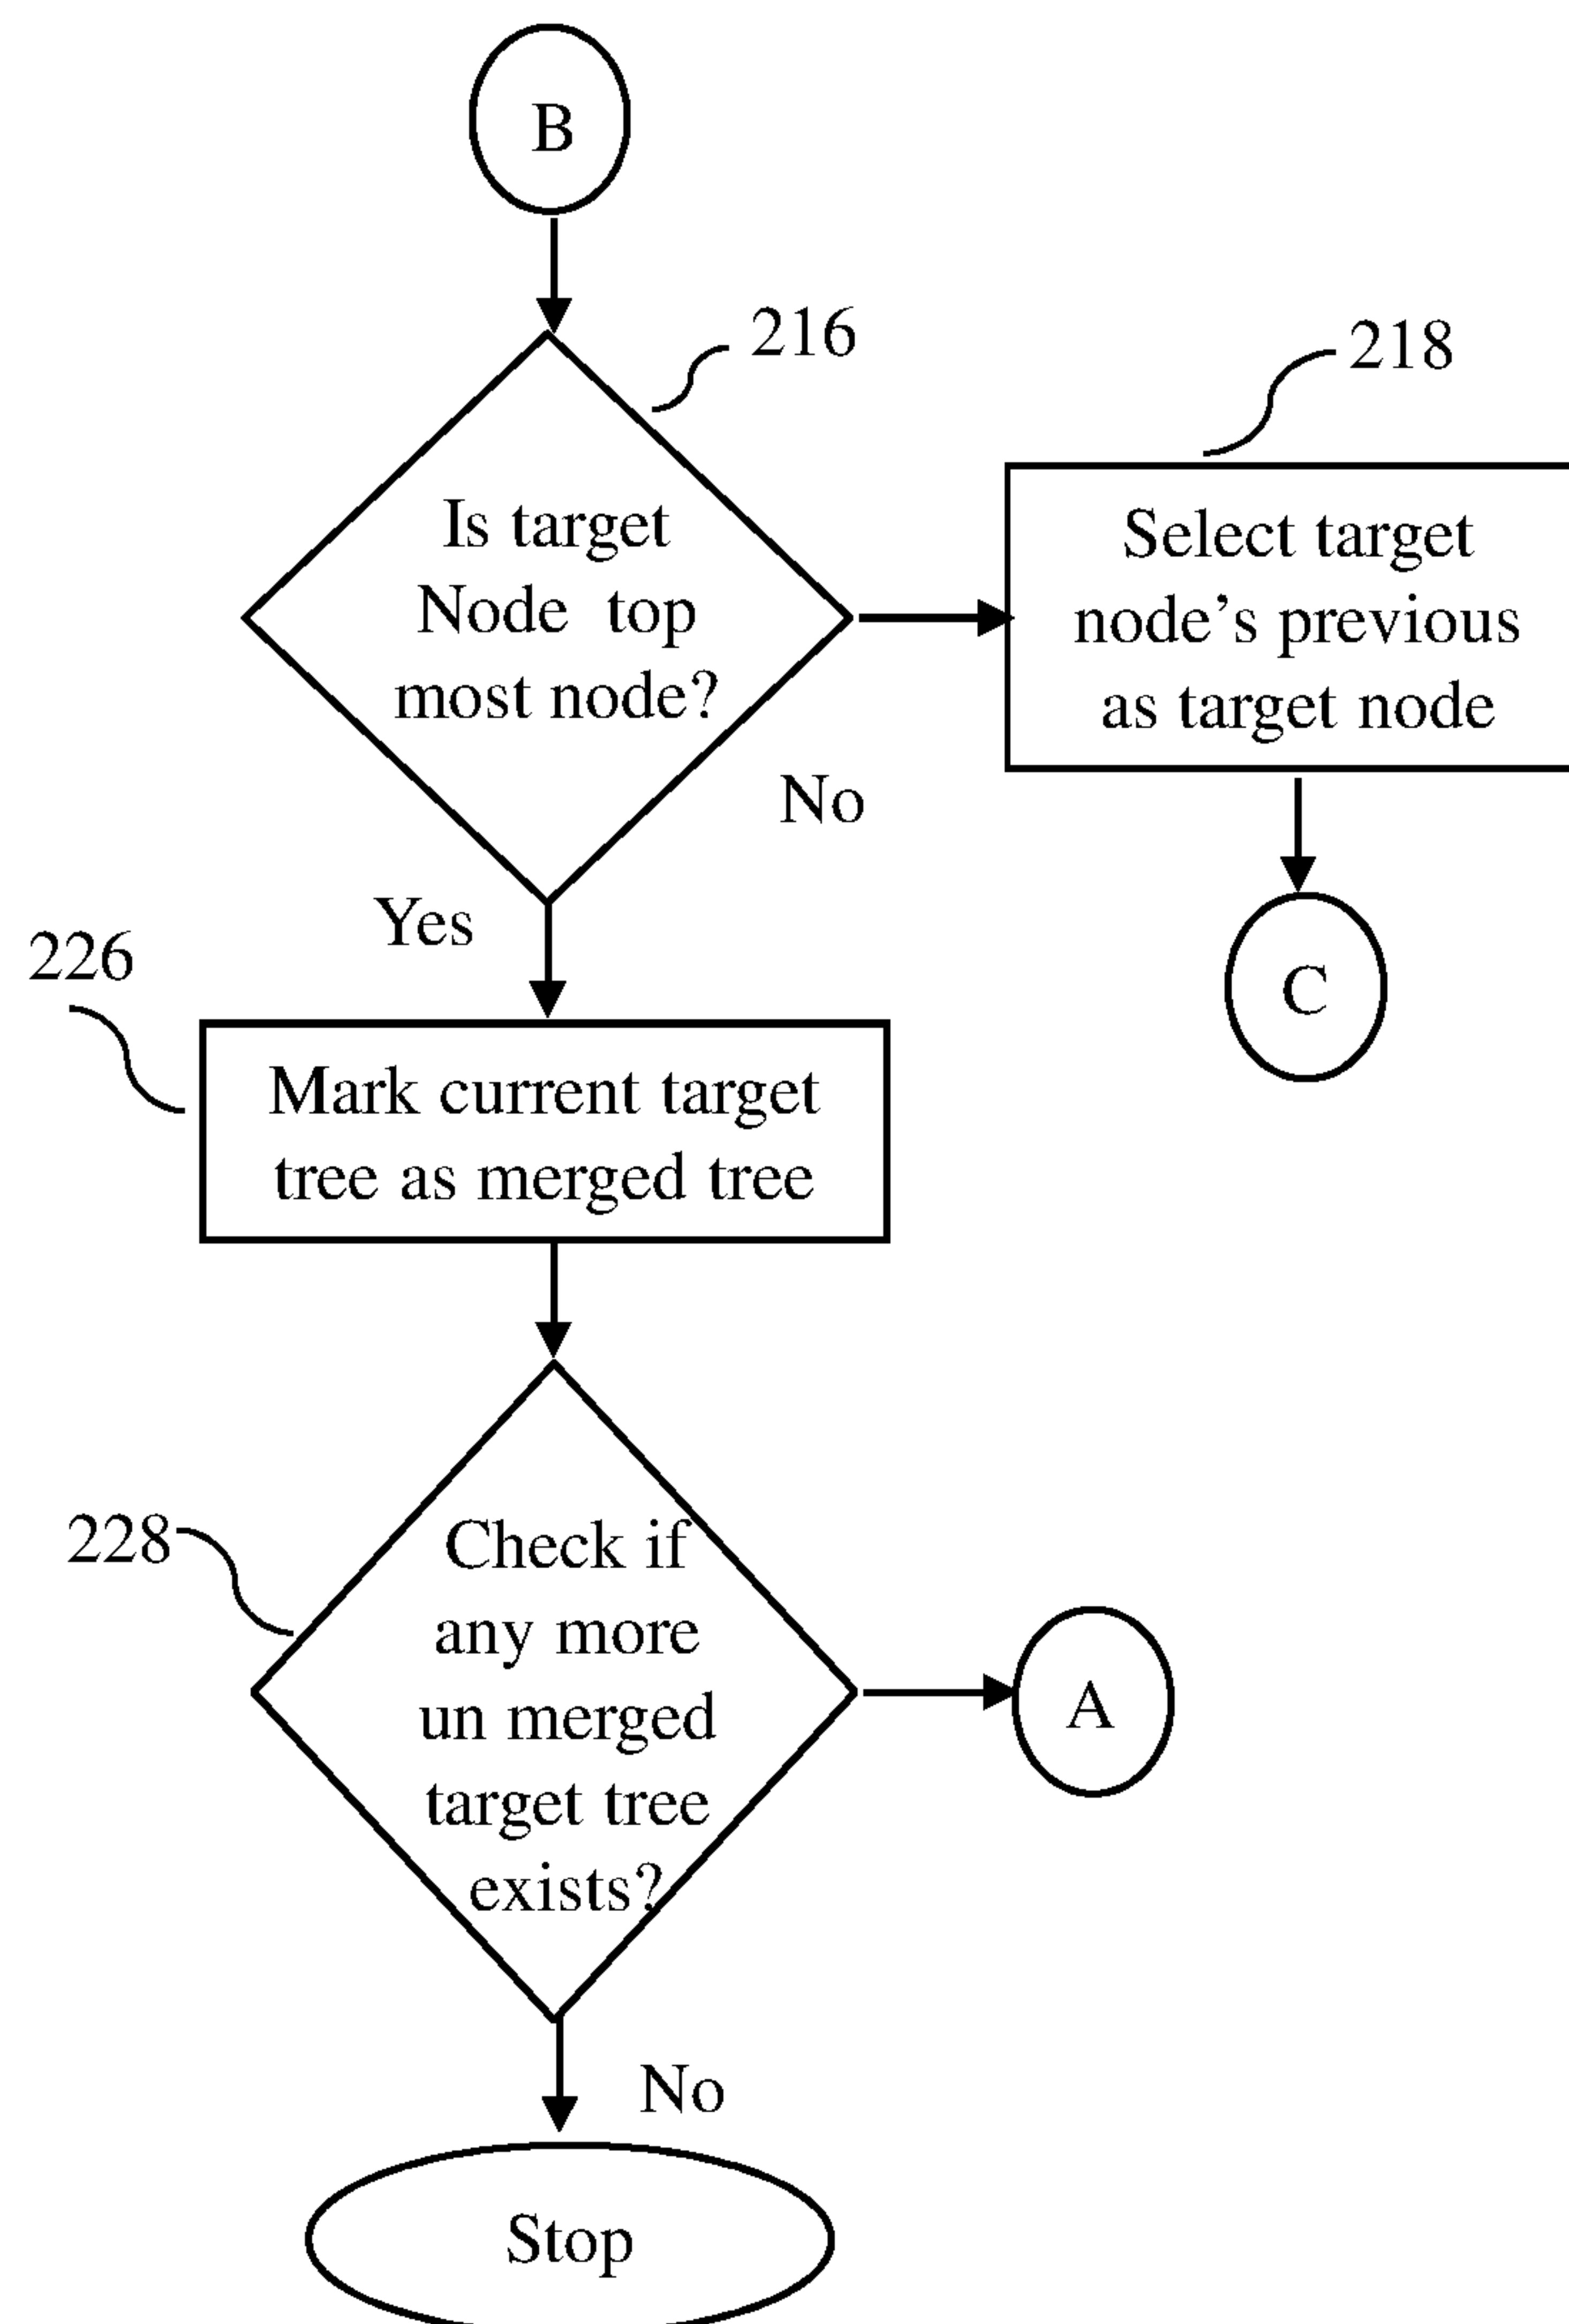 B
216
218
Is target
Node top
most node?
Select target
node's previous
as target node
No
Yes
C
226
Mark current target
tree as merged tree
228
Check if
any more
un merged
target tree
exists?
A
No
Stop